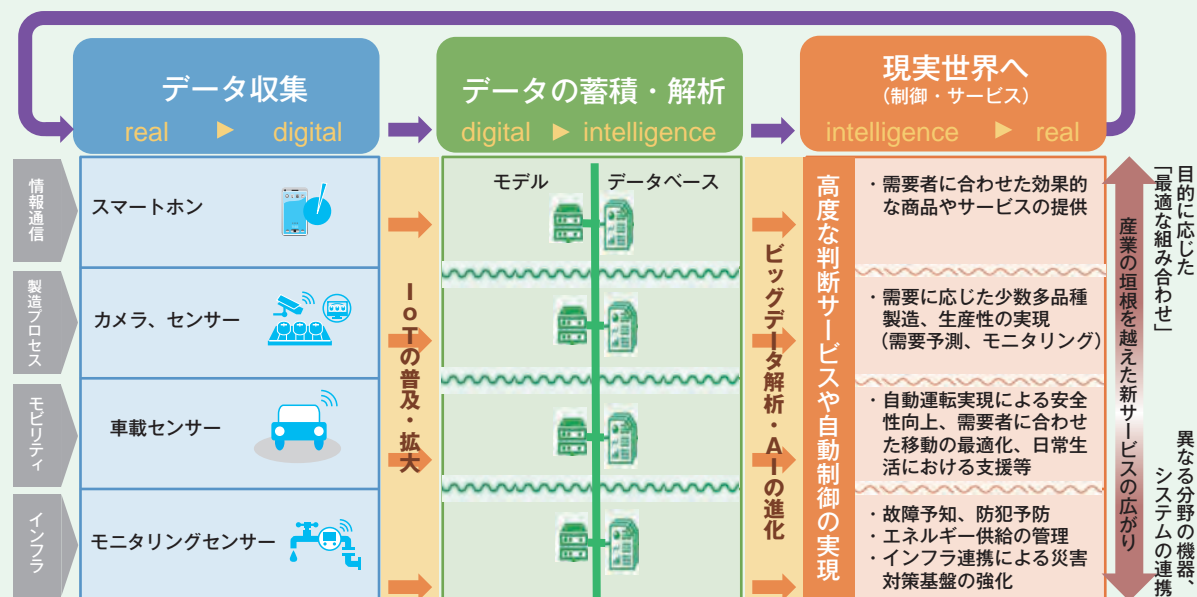 データ収集
real ▶ digital
データの蓄積・解析
digital ▶ intelligence
現実世界へ
(制御・サービス)
intelligence ▶ real
情報通信
スマートホン
製造プロセス
カメラ、センサー
モビリティ
車載センサー
インフラ
モニタリングセンサー
IoTの普及・拡大
モデル
データベース
ビッグデータ解析・AIの進化
高度な判断サービスや自動制御の実現
・需要者に合わせた効果的
な商品やサービスの提供
・需要に応じた少数多品種
製造、生産性の実現
(需要予測、モニタリング)
・自動運転実現による安全
性向上、需要者に合わせ
た移動の最適化、日常生
活における支援等
・故障予知、防犯予防
・エネルギー供給の管理
・インフラ連携による災害
対策基盤の強化
産業の垣根を越えた新サービスの広がり
目的に応じた
「最適な組み合わせ」
異なる分野の機器、
システムの連携